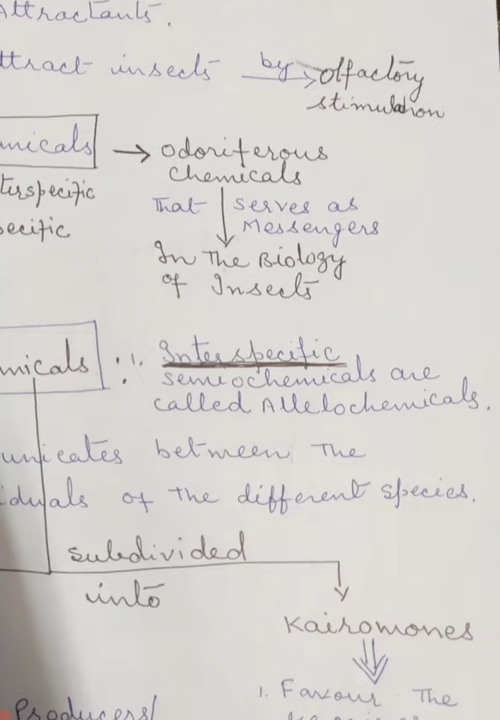 Attractants.
ttract insects by olfactory
stimulation
micals → odoriferous
chemicals
terspecific
That serves as
ecific
Messengers
In The Biology
of Insects
micals : 1. Interspecific
semiochemicals are
called Allelochemicals.
unicates between The
iduals of the different species.
subdivided
into
Kairomones
1. Favour The
Producers/